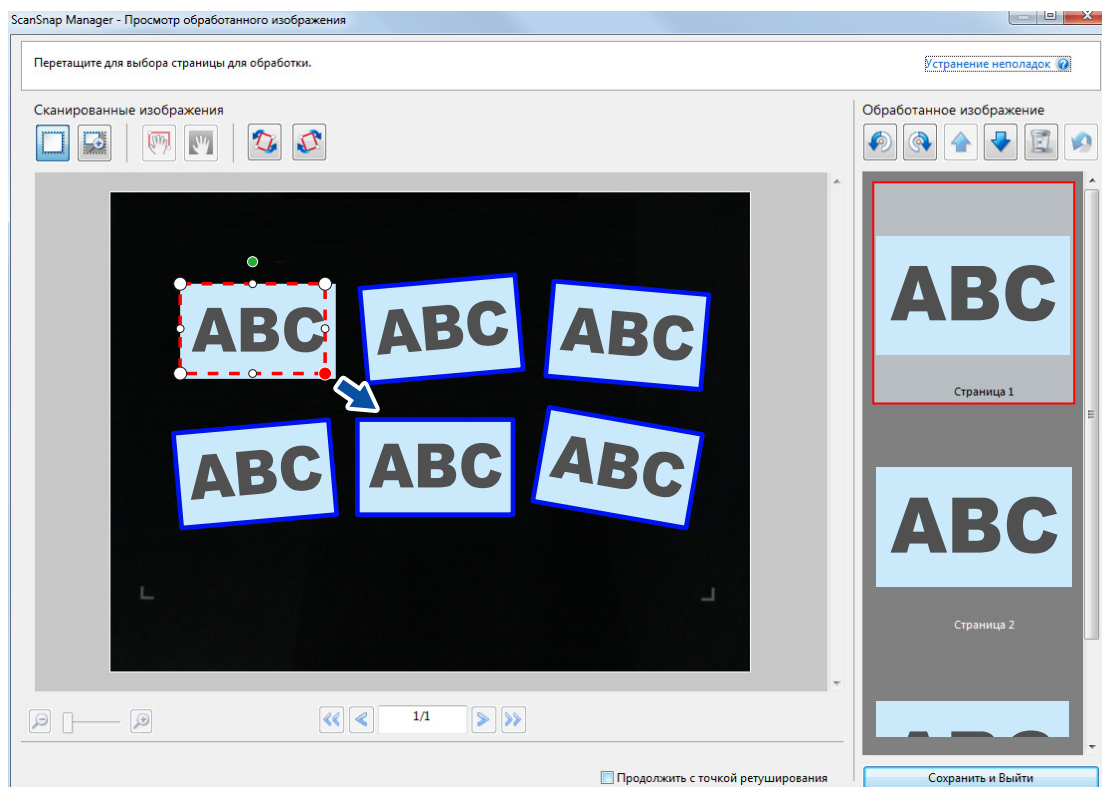 ScanSnap Manager - Просмотр обработанного изображения
Перетащите для выбора страницы для обработки.
Устранение неполадок
Сканированные изображения
Обработанное изображение
ABC ABC ABC
ABC ABC ABC
ABC
Страница 1
ABC
Страница 2
1/1
Продолжить с точкой ретуширования
Сохранить и Выйти